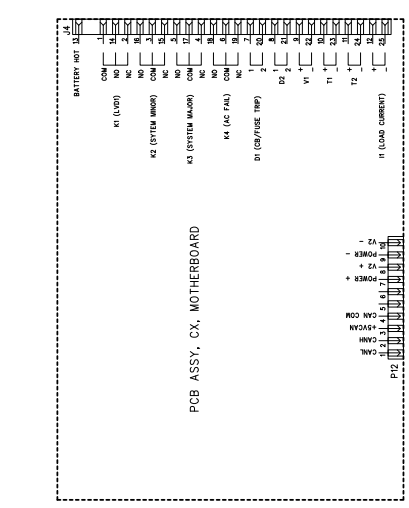 J4
13 1 14 2 16 3 15 5 17 4 18 6 19 7 20 8 21 9 22 10 23 11 24 12 25
BATTERY HOT
COM NO NC
K1 (LVD1)
NO COM NC
K2 (SYTEM MINOR)
NO COM NC
K3 (SYSTEM MAJOR)
NO COM NC
K4 (AC FAIL)
1 2
D1 (CB/FUSE TRIP)
1 2
D2
+ -
V1
+ -
T1
+ -
T2
+ -
I1 (LOAD CURRENT)
PCB ASSY, CX, MOTHERBOARD
V2 - 10
POWER - 9
V2 + 8
POWER + 7
6
5
CAN COM 4
+5VCAN 3
CANH 2
CANL 1
P12